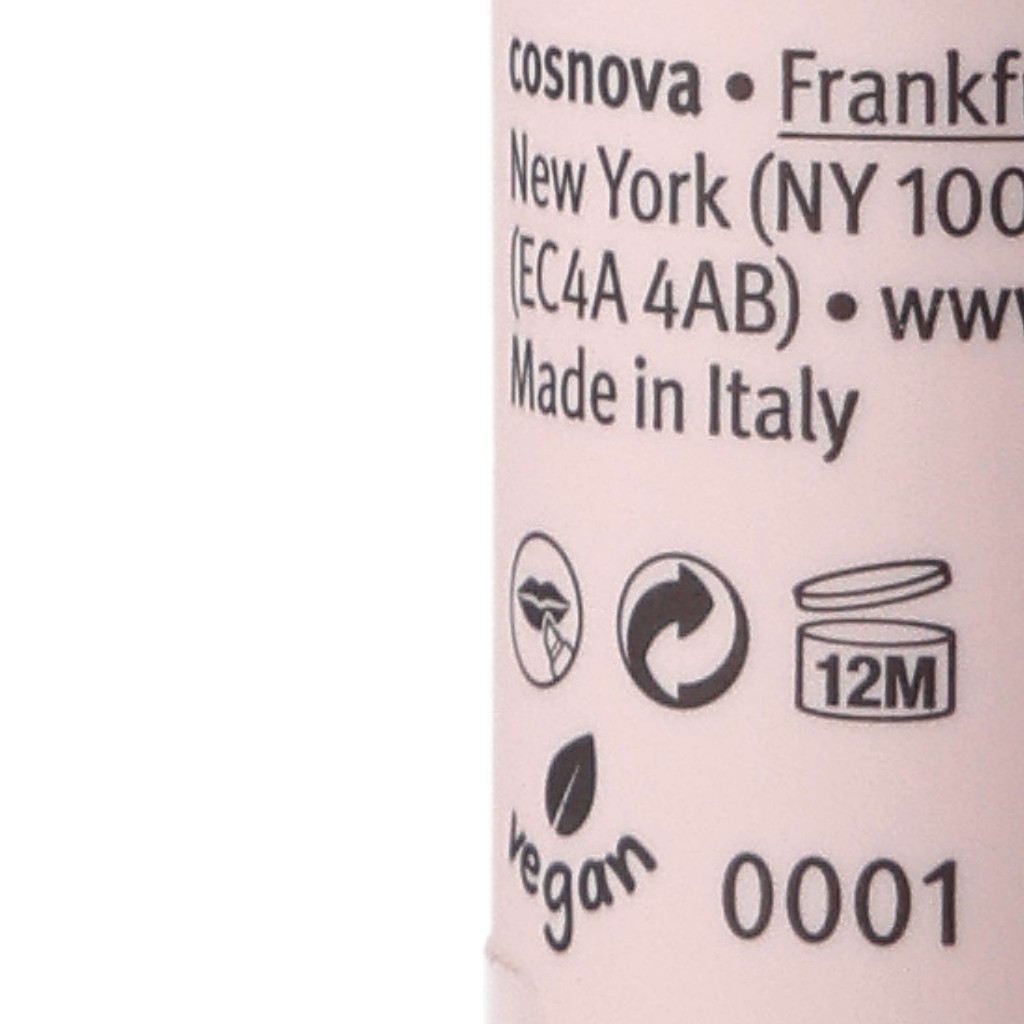 cosnova • Frankf
New York (NY 100
(EC4A 4AB) • www
Made in Italy
12M
vegan
0001